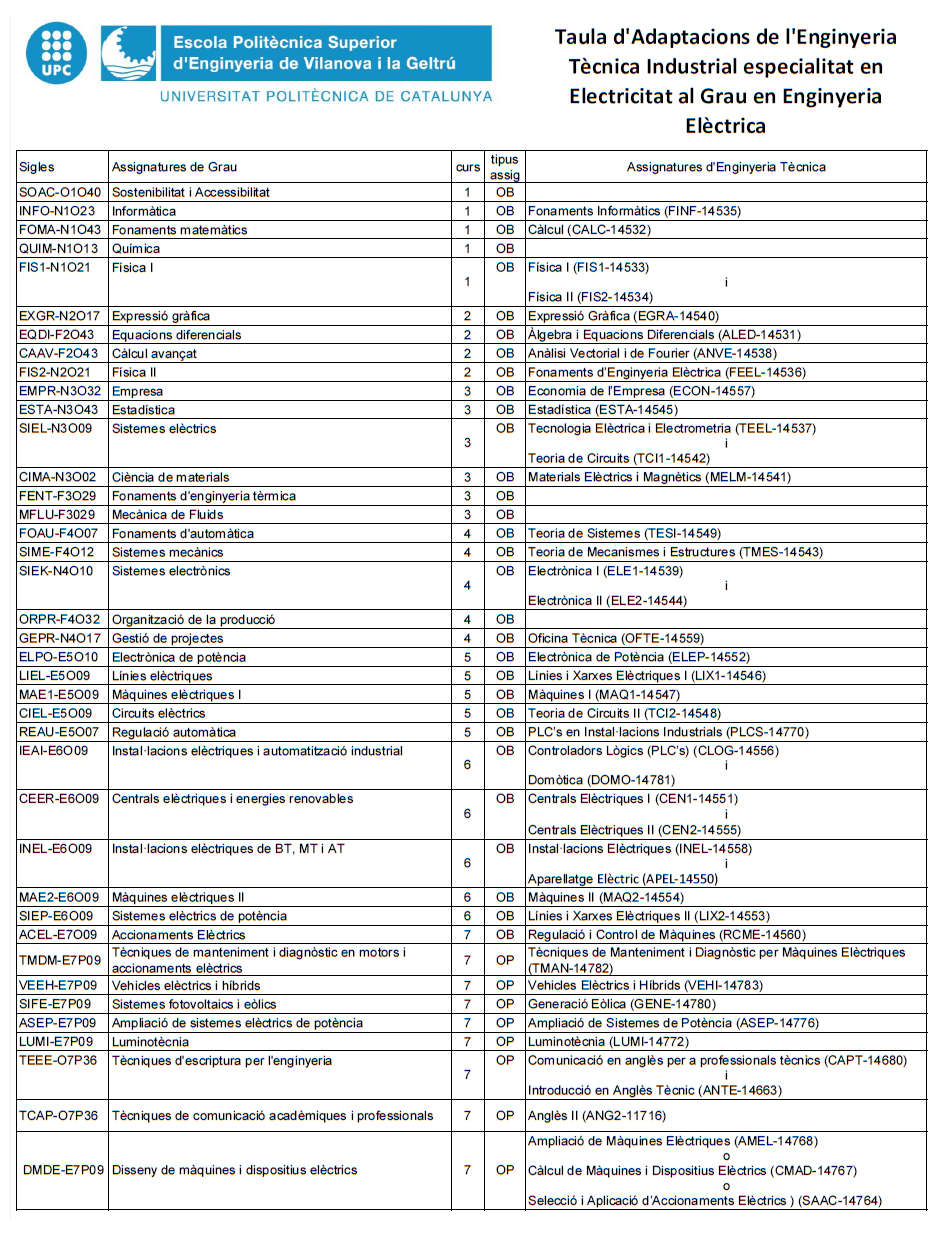 UPC
Escola Politècnica Superior
d'Enginyeria de Vilanova i la Geltrú
UNIVERSITAT POLITÈCNICA DE CATALUNYA
Taula d'Adaptacions de l'Enginyeria
Tècnica Industrial especialitat en
Electricitat al Grau en Enginyeria
Elèctrica
Sigles Assignatures de Grau curs tipus assig Assignatures d'Enginyeria Tècnica
SOAC-O1O40 Sostenibilitat i Accessibilitat 1 OB
INFO-N1O23 Informàtica 1 OB Fonaments Informàtics (FINF-14535)
FOMA-N1O43 Fonaments matemàtics 1 OB Càlcul (CALC-14532)
QUIM-N1O13 Química 1 OB
FIS1-N1O21 Física I 1 OB Física I (FIS1-14533)
i
Física II (FIS2-14534)
EXGR-N2O17 Expressió gràfica 2 OB Expressió Gràfica (EGRA-14540)
EQDI-F2O43 Equacions diferencials 2 OB Àlgebra i Equacions Diferencials (ALED-14531)
CAAV-F2O43 Càlcul avançat 2 OB Anàlisi Vectorial i de Fourier (ANVE-14538)
FIS2-N2O21 Física II 2 OB Fonaments d'Enginyeria Elèctrica (FEEL-14536)
EMPR-N3O32 Empresa 3 OB Economia de l'Empresa (ECON-14557)
ESTA-N3O43 Estadística 3 OB Estadística (ESTA-14545)
SIEL-N3O09 Sistemes elèctrics 3 OB Tecnologia Elèctrica i Electrometria (TEEL-14537)
i
Teoria de Circuits (TCI1-14542)
CIMA-N3O02 Ciència de materials 3 OB Materials Elèctrics i Magnètics (MELM-14541)
FENT-F3O29 Fonaments d'enginyeria tèrmica 3 OB
MFLU-F3029 Mecànica de Fluids 3 OB
FOAU-F4O07 Fonaments d'automàtica 4 OB Teoria de Sistemes (TESI-14549)
SIME-F4O12 Sistemes mecànics 4 OB Teoria de Mecanismes i Estructures (TMES-14543)
SIEK-N4O10 Sistemes electrònics 4 OB Electrònica I (ELE1-14539)
i
Electrònica II (ELE2-14544)
ORPR-F4O32 Organització de la producció 4 OB
GEPR-N4O17 Gestió de projectes 4 OB Oficina Tècnica (OFTE-14559)
ELPO-E5O10 Electrònica de potència 5 OB Electrònica de Potència (ELEP-14552)
LIEL-E5O09 Línies elèctriques 5 OB Línies i Xarxes Elèctriques I (LIX1-14546)
MAE1-E5O09 Màquines elèctriques I 5 OB Màquines I (MAQ1-14547)
CIEL-E5O09 Circuits elèctrics 5 OB Teoria de Circuits II (TCI2-14548)
REAU-E5O07 Regulació automàtica 5 OB PLC's en Instal·lacions Industrials (PLCS-14770)
IEAI-E6O09 Instal·lacions elèctriques i automatització industrial 6 OB Controladors Lògics (PLC's) (CLOG-14556)
i
Domòtica (DOMO-14781)
CEER-E6O09 Centrals elèctriques i energies renovables 6 OB Centrals Elèctriques I (CEN1-14551)
i
Centrals Elèctriques II (CEN2-14555)
INEL-E6O09 Instal·lacions elèctriques de BT, MT i AT 6 OB Instal·lacions Elèctriques (INEL-14558)
i
Aparellatge Elèctric (APEL-14550)
MAE2-E6O09 Màquines elèctriques II 6 OB Màquines II (MAQ2-14554)
SIEP-E6O09 Sistemes elèctrics de potència 6 OB Línies i Xarxes Elèctriques II (LIX2-14553)
ACEL-E7O09 Accionaments Elèctrics 7 OB Regulació i Control de Màquines (RCME-14560)
TMDM-E7P09 Tècniques de manteniment i diagnòstic en motors i accionaments elèctrics 7 OP Tècniques de Manteniment i Diagnòstic per Màquines Elèctriques (TMAN-14782)
VEEH-E7P09 Vehicles elèctrics i híbrids 7 OP Vehicles Elèctrics i Híbrids (VEHI-14783)
SIFE-E7P09 Sistemes fotovoltaics i eòlics 7 OP Generació Eòlica (GENE-14780)
ASEP-E7P09 Ampliació de sistemes elèctrics de potència 7 OP Ampliació de Sistemes de Potència (ASEP-14776)
LUMI-E7P09 Luminotècnia 7 OP Luminotècnia (LUMI-14772)
TEEE-O7P36 Tècniques d'escriptura per l'enginyeria 7 OP Comunicació en anglès per a professionals tècnics (CAPT-14680)
i
Introducció en Anglès Tècnic (ANTE-14663)
TCAP-O7P36 Tècniques de comunicació acadèmiques i professionals 7 OP Anglès II (ANG2-11716)
DMDE-E7P09 Disseny de màquines i dispositius elèctrics 7 OP Ampliació de Màquines Elèctriques (AMEL-14768)
o
Càlcul de Màquines i Dispositius Elèctrics (CMAD-14767)
o
Selecció i Aplicació d'Accionaments Elèctrics ) (SAAC-14764)